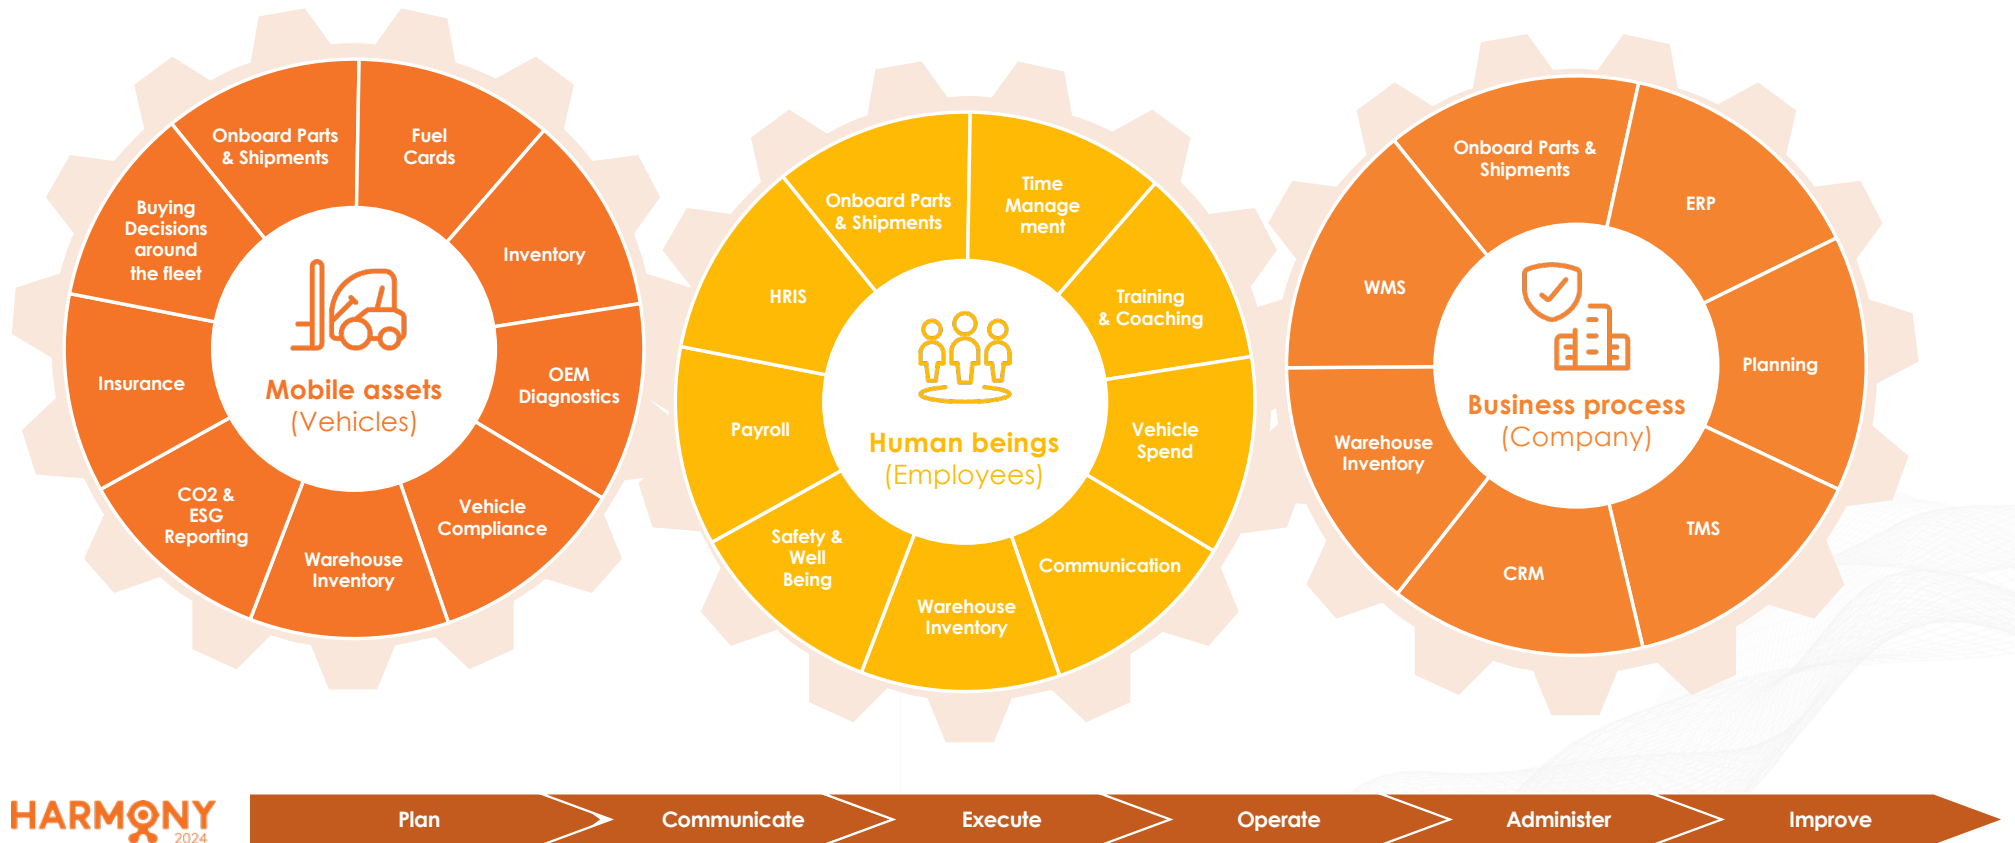 Onboard Parts
& Shipments
Fuel
Cards
Inventory
OEM
Diagnostics
Vehicle
Compliance
Warehouse
Inventory
CO2 &
ESG
Reporting
Insurance
Buying
Decisions
around
the fleet
Mobile assets
(Vehicles)
Onboard Parts
& Shipments
Time
Manage
ment
Training
& Coaching
Vehicle
Spend
Communication
Warehouse
Inventory
Safety &
Well
Being
Payroll
HRIS
Human beings
(Employees)
Onboard Parts &
Shipments
ERP
Planning
TMS
CRM
Warehouse
Inventory
WMS
Business process
(Company)
HARMONY
2024
Plan
Communicate
Execute
Operate
Administer
Improve